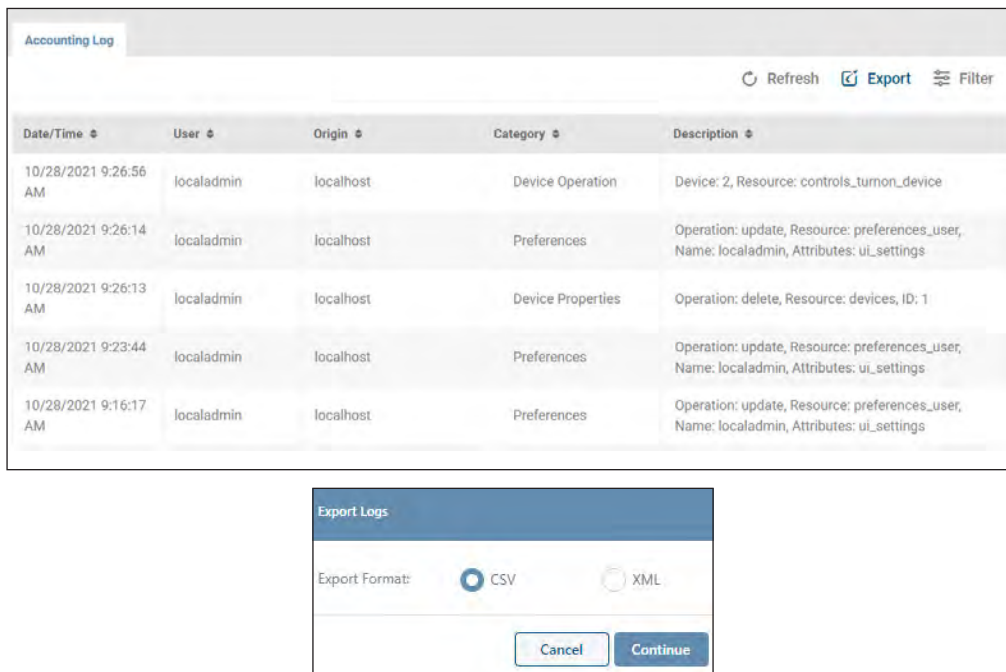 Accounting Log
Refresh Export Filter
Date/Time User Origin Category Description
10/28/2021 9:26:56
AM
localadmin localhost Device Operation Device: 2, Resource: controls_turnon_device
10/28/2021 9:26:14
AM
localadmin localhost Preferences
Operation: update, Resource: preferences_user,
Name: localadmin, Attributes: ui_settings
10/28/2021 9:26:13
AM
localadmin localhost Device Properties Operation: delete, Resource: devices, ID: 1
10/28/2021 9:23:44
AM
localadmin localhost Preferences
Operation: update, Resource: preferences_user,
Name: localadmin, Attributes: ui_settings
10/28/2021 9:16:17
AM
localadmin localhost Preferences
Operation: update, Resource: preferences_user,
Name: localadmin, Attributes: ui_settings
Export Logs
Export Format: CSV XML
Cancel Continue